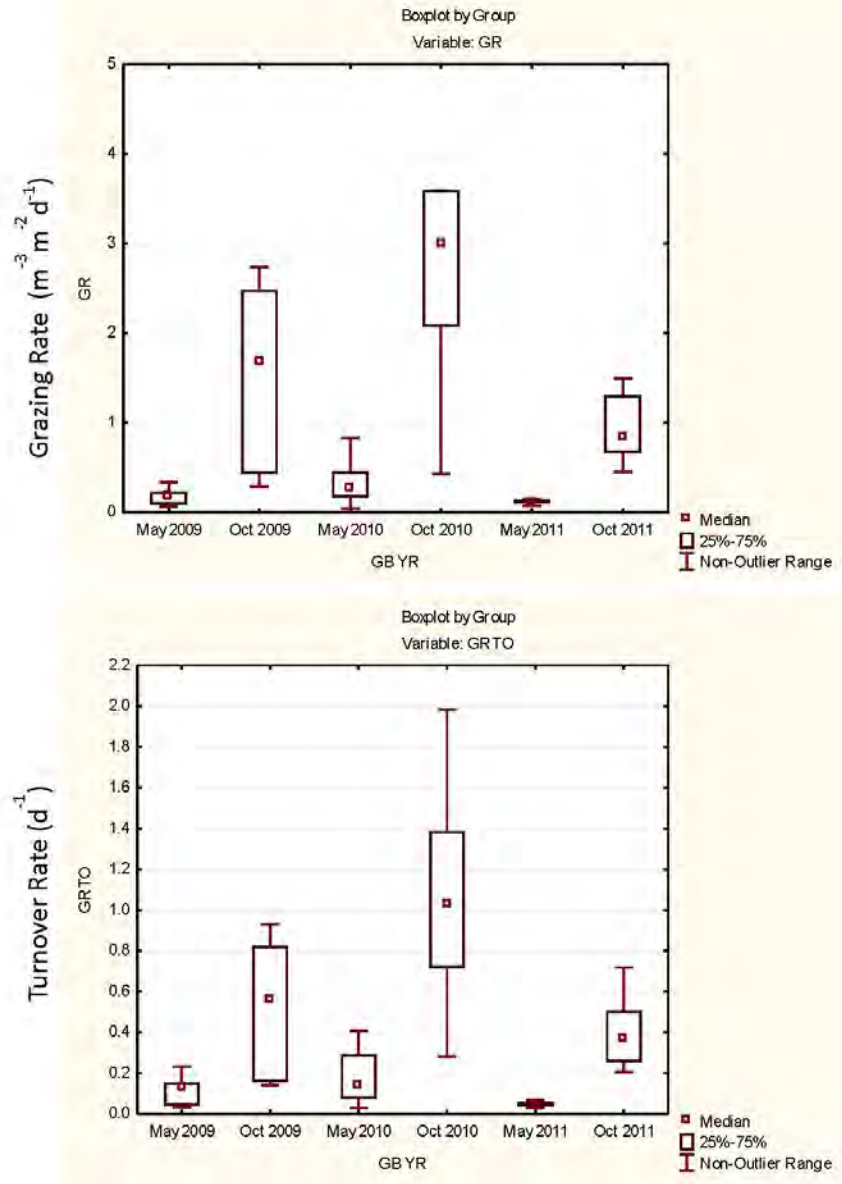 Boxplot by Group
Variable: GR
Grazing Rate (m⁻³ m⁻² d⁻¹)
GR
5
4
3
2
1
0
May 2009 Oct 2009 May 2010 Oct 2010 May 2011 Oct 2011
GB YR
Median
25%-75%
Non-Outlier Range
Boxplot by Group
Variable: GRTO
Turnover Rate (d⁻¹)
GRTO
2.2
2.0
1.8
1.6
1.4
1.2
1.0
0.8
0.6
0.4
0.2
0.0
May 2009 Oct 2009 May 2010 Oct 2010 May 2011 Oct 2011
GB YR
Median
25%-75%
Non-Outlier Range